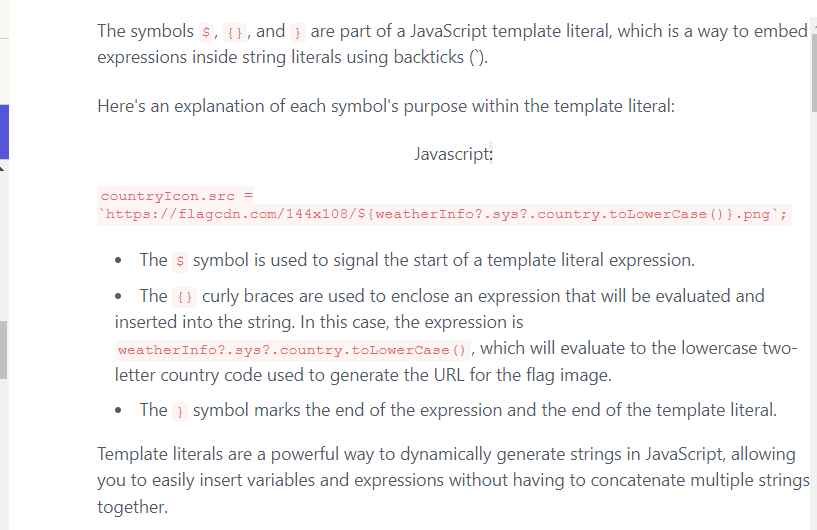 The symbols $, {}, and } are part of a JavaScript template literal, which is a way to embed
expressions inside string literals using backticks (`).
Here's an explanation of each symbol's purpose within the template literal:
Javascript:
countryIcon.src =
`https://flagcdn.com/144x108/${weatherInfo?.sys?.country.toLowerCase()}.png`;
• The $ symbol is used to signal the start of a template literal expression.
• The {} curly braces are used to enclose an expression that will be evaluated and
inserted into the string. In this case, the expression is
weatherInfo?.sys?.country.toLowerCase(), which will evaluate to the lowercase two-
letter country code used to generate the URL for the flag image.
• The } symbol marks the end of the expression and the end of the template literal.
Template literals are a powerful way to dynamically generate strings in JavaScript, allowing
you to easily insert variables and expressions without having to concatenate multiple strings
together.